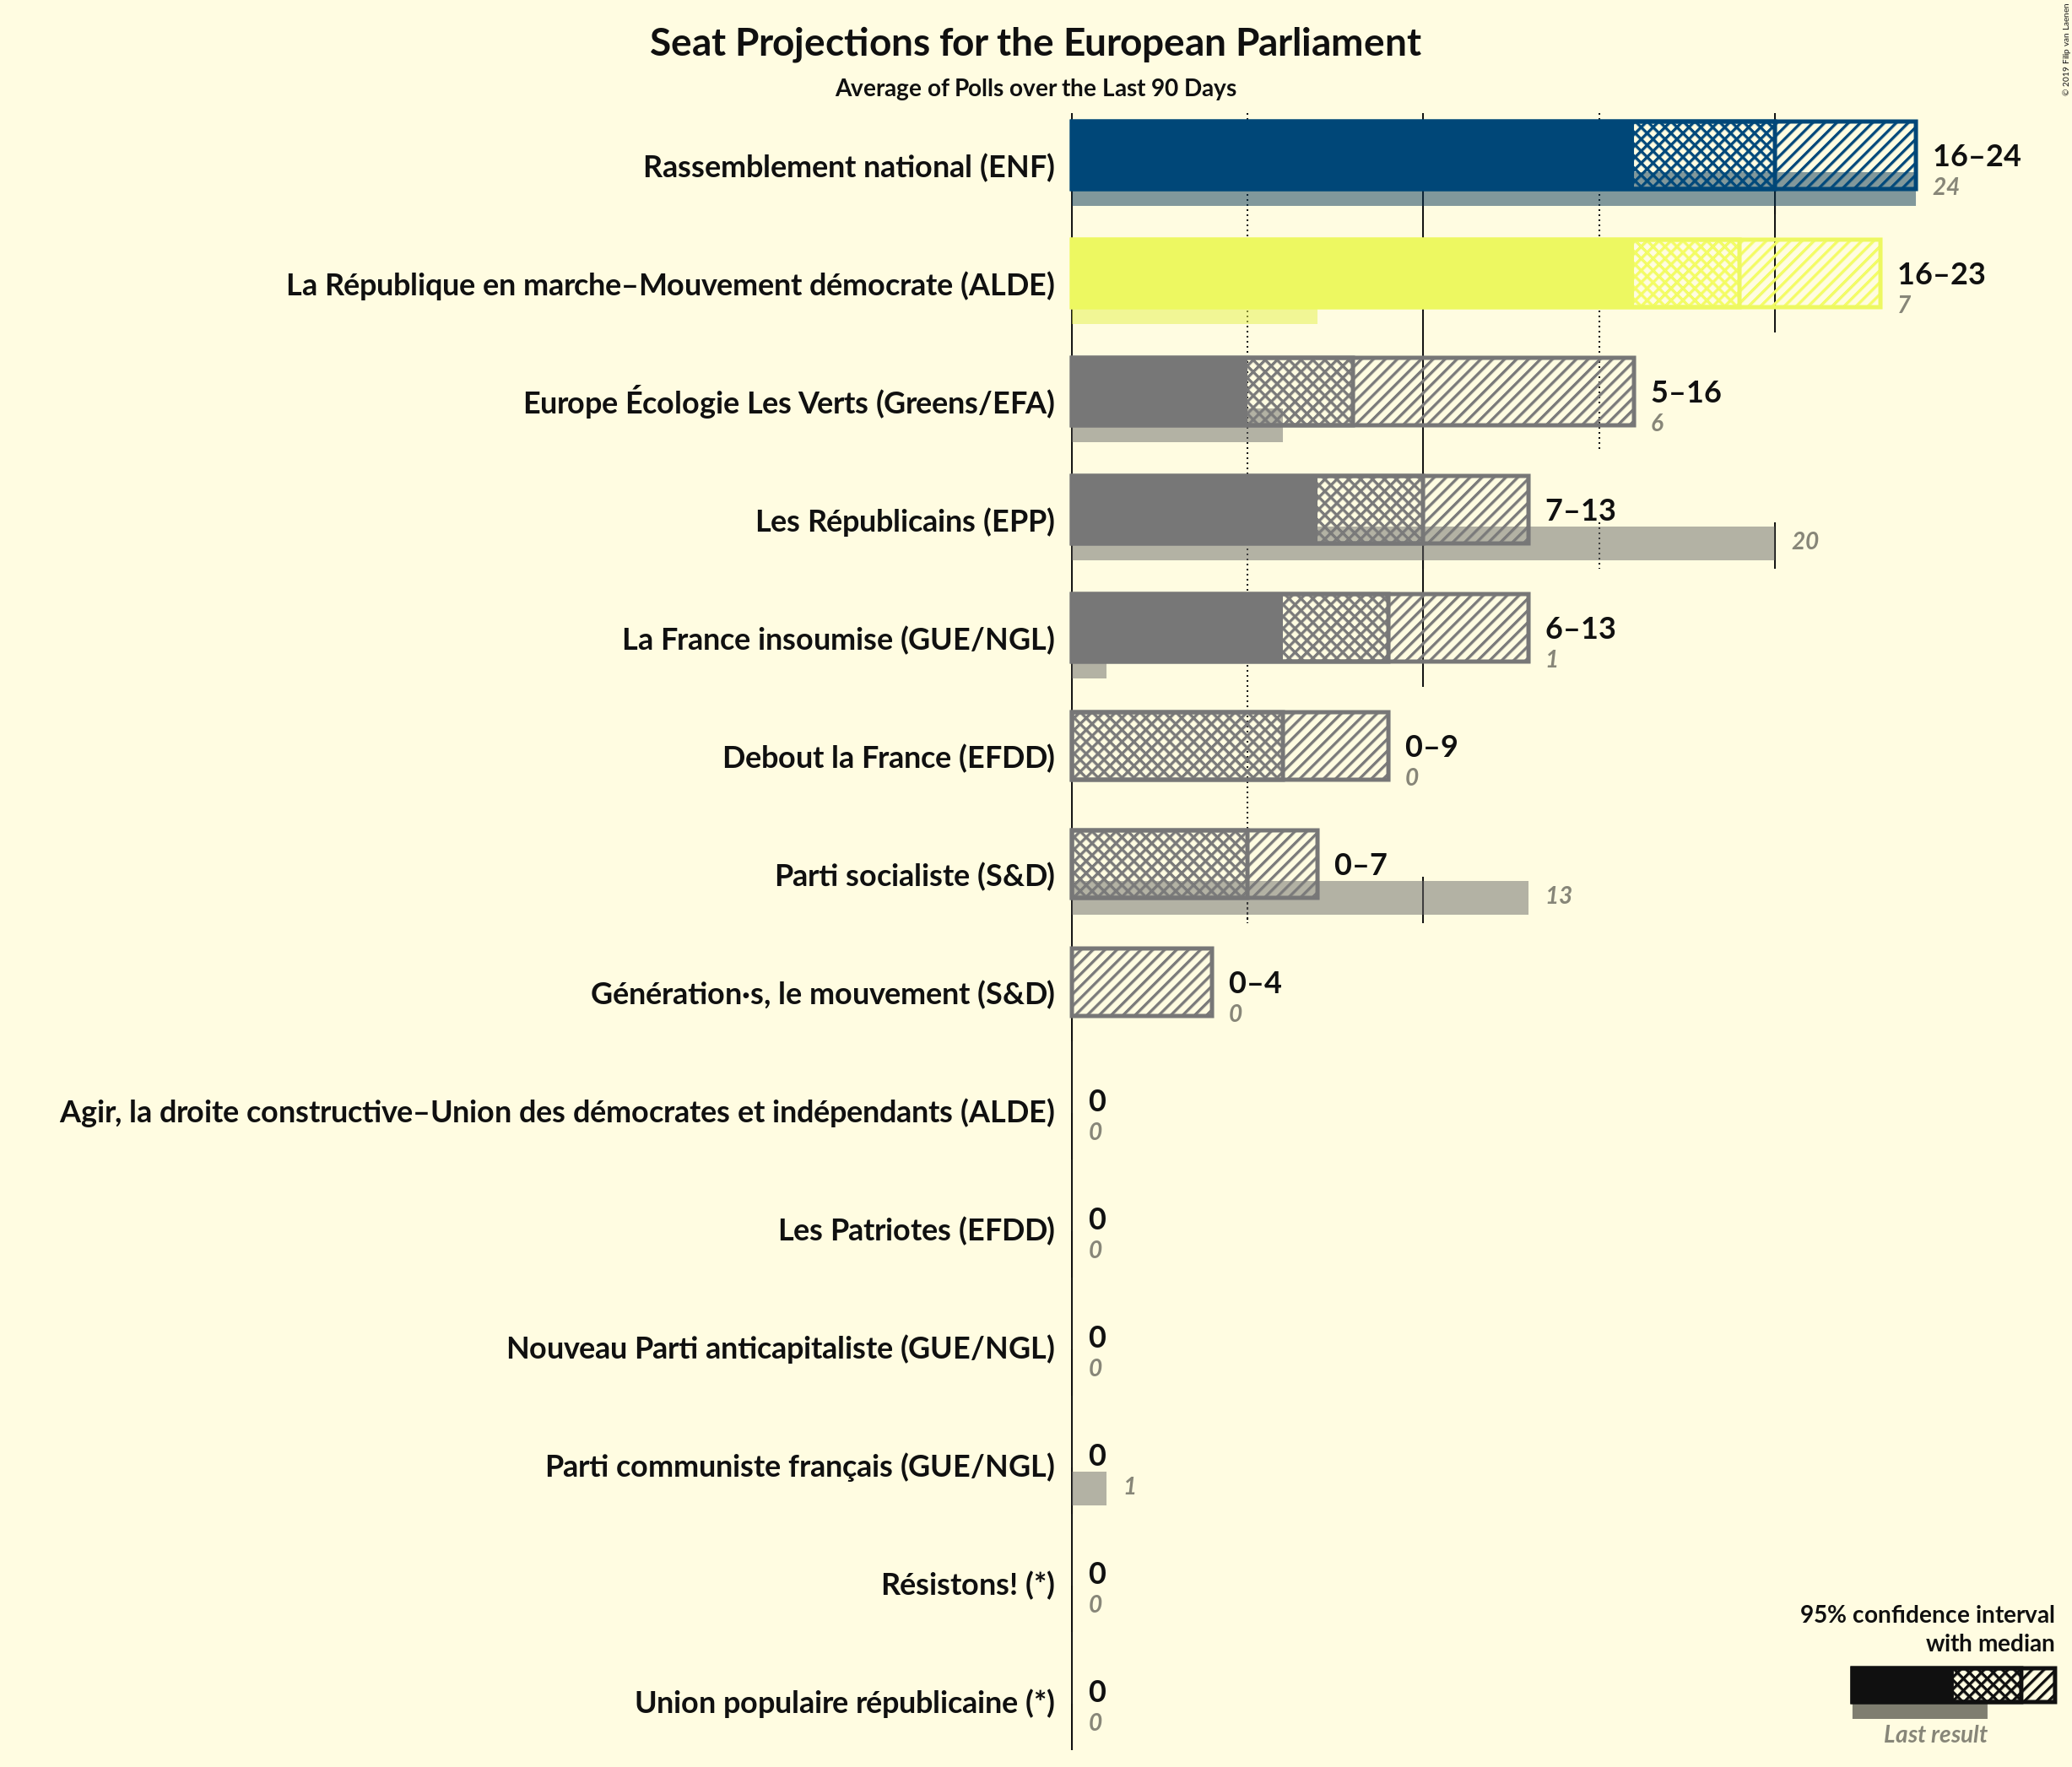 Seat Projections for the European Parliament
Average of Polls over the Last 90 Days
© 2019 Filip van Laenen
Rassemblement national (ENF)
16–24
24
La République en marche–Mouvement démocrate (ALDE)
16–23
7
Europe Écologie Les Verts (Greens/EFA)
5–16
6
Les Républicains (EPP)
7–13
20
La France insoumise (GUE/NGL)
6–13
1
Debout la France (EFDD)
0–9
0
Parti socialiste (S&D)
0–7
13
Génération·s, le mouvement (S&D)
0–4
0
Agir, la droite constructive–Union des démocrates et indépendants (ALDE)
0
0
Les Patriotes (EFDD)
0
0
Nouveau Parti anticapitaliste (GUE/NGL)
0
0
Parti communiste français (GUE/NGL)
0
1
Résistons! (*)
0
0
Union populaire républicaine (*)
0
0
95% confidence interval
with median
Last result